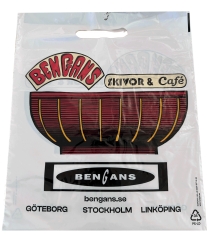 BENGANS
SKIVOR & Café
BENGANS
bengans.se
GÖTEBORG STOCKHOLM LINKÖPING